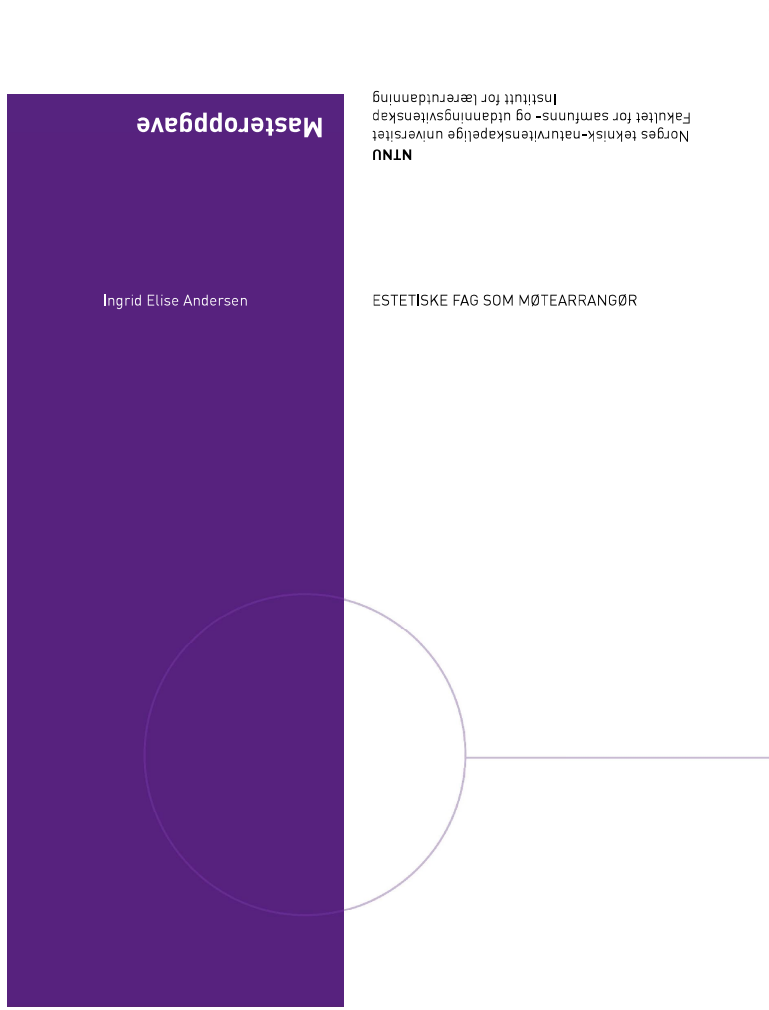 Masteroppgave
NTNU
Norges teknisk-naturvitenskapelige universitet
Fakultet for samfunns- og utdanningsvitenskap
Institutt for lærerutdanning
Ingrid Elise Andersen
ESTETISKE FAG SOM MØTEARRANGØR